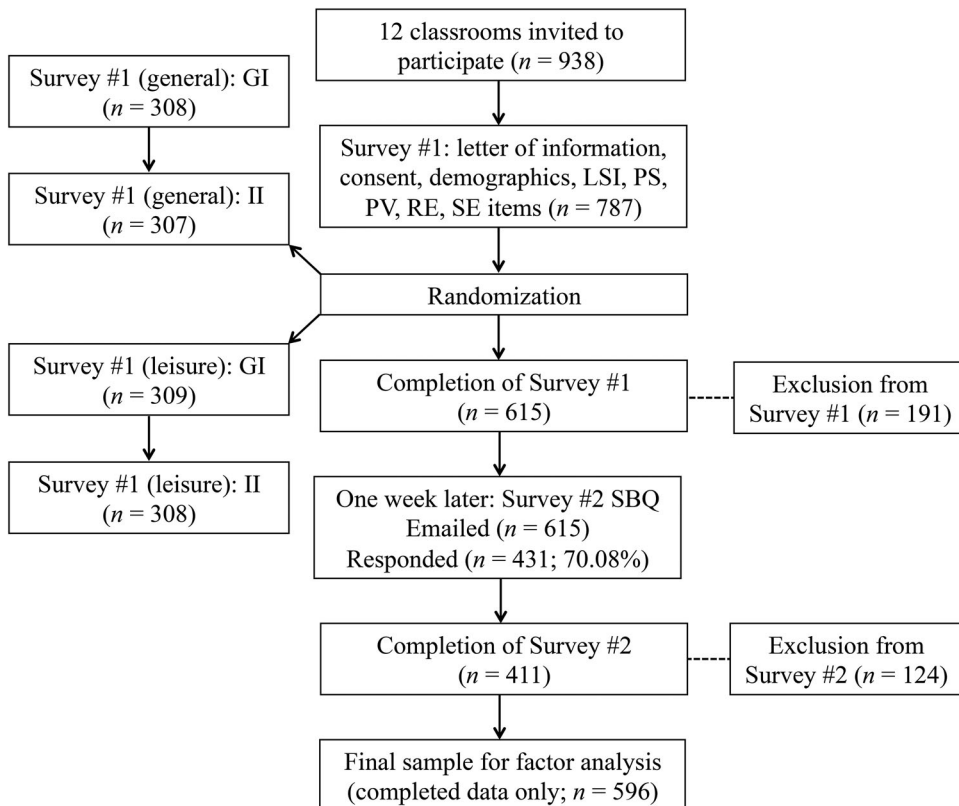 12 classrooms invited to
participate (n = 938)
Survey #1 (general): GI
(n = 308)
Survey #1: letter of information,
consent, demographics, LSI, PS,
PV, RE, SE items (n = 787)
Survey #1 (general): II
(n = 307)
Randomization
Survey #1 (leisure): GI
(n = 309)
Completion of Survey #1
(n = 615)
Exclusion from
Survey #1 (n = 191)
Survey #1 (leisure): II
(n = 308)
One week later: Survey #2 SBQ
Emailed (n = 615)
Responded (n = 431; 70.08%)
Completion of Survey #2
(n = 411)
Exclusion from
Survey #2 (n = 124)
Final sample for factor analysis
(completed data only; n = 596)